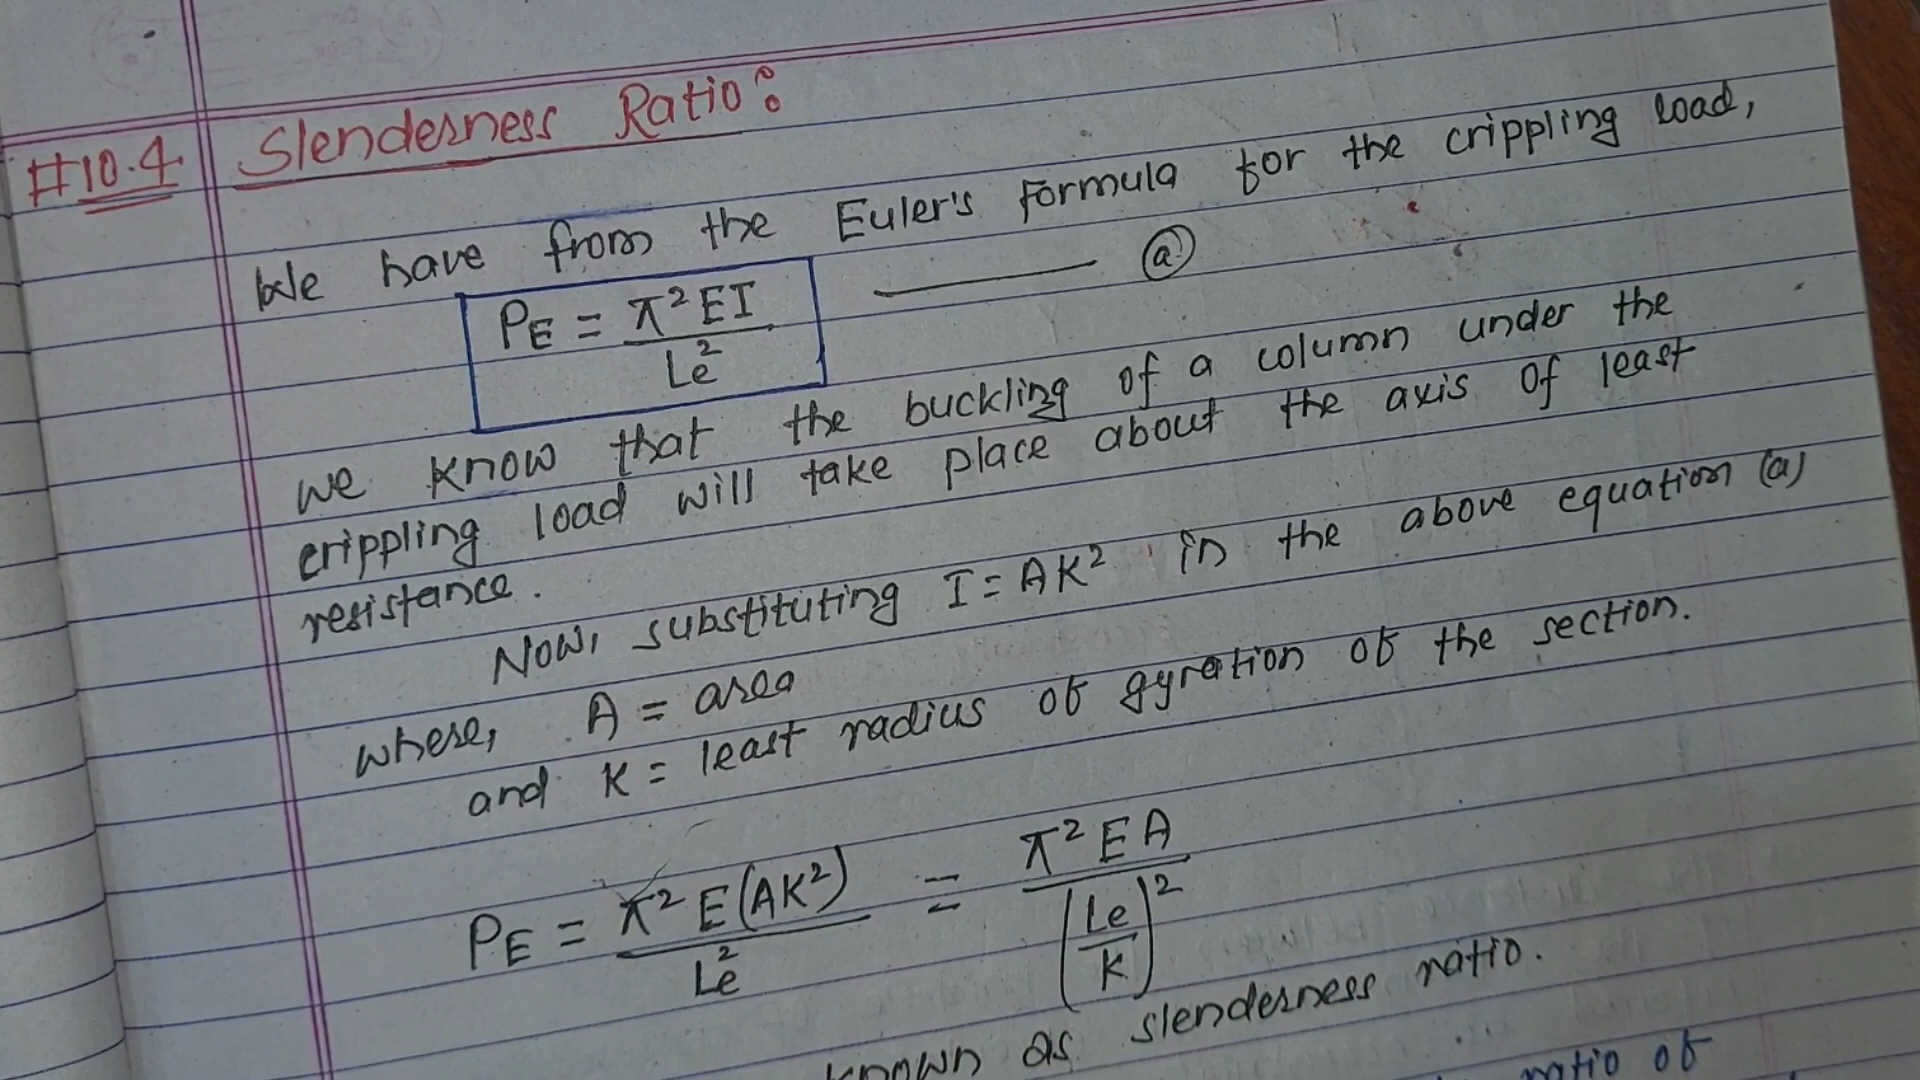 #10.4 Slenderness Ratio:
We have from the Euler's formula for the crippling load,
PE = π²EI / Le² ——— (a)
we know that the buckling of a column under the
crippling load will take place about the axis of least
resistance.
Now, substituting I = AK² in the above equation (a)
where, A = area
and K = least radius of gyration of the section.
PE = π² E(AK²) / Le² = π² EA / (Le/K)²
known as slenderness ratio.
ratio of